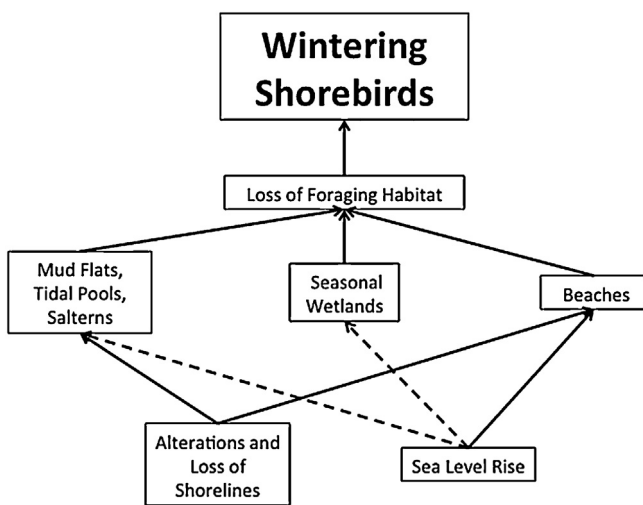 Wintering
Shorebirds
Loss of Foraging Habitat
Mud Flats,
Tidal Pools,
Salterns
Seasonal
Wetlands
Beaches
Alterations and
Loss of
Shorelines
Sea Level Rise